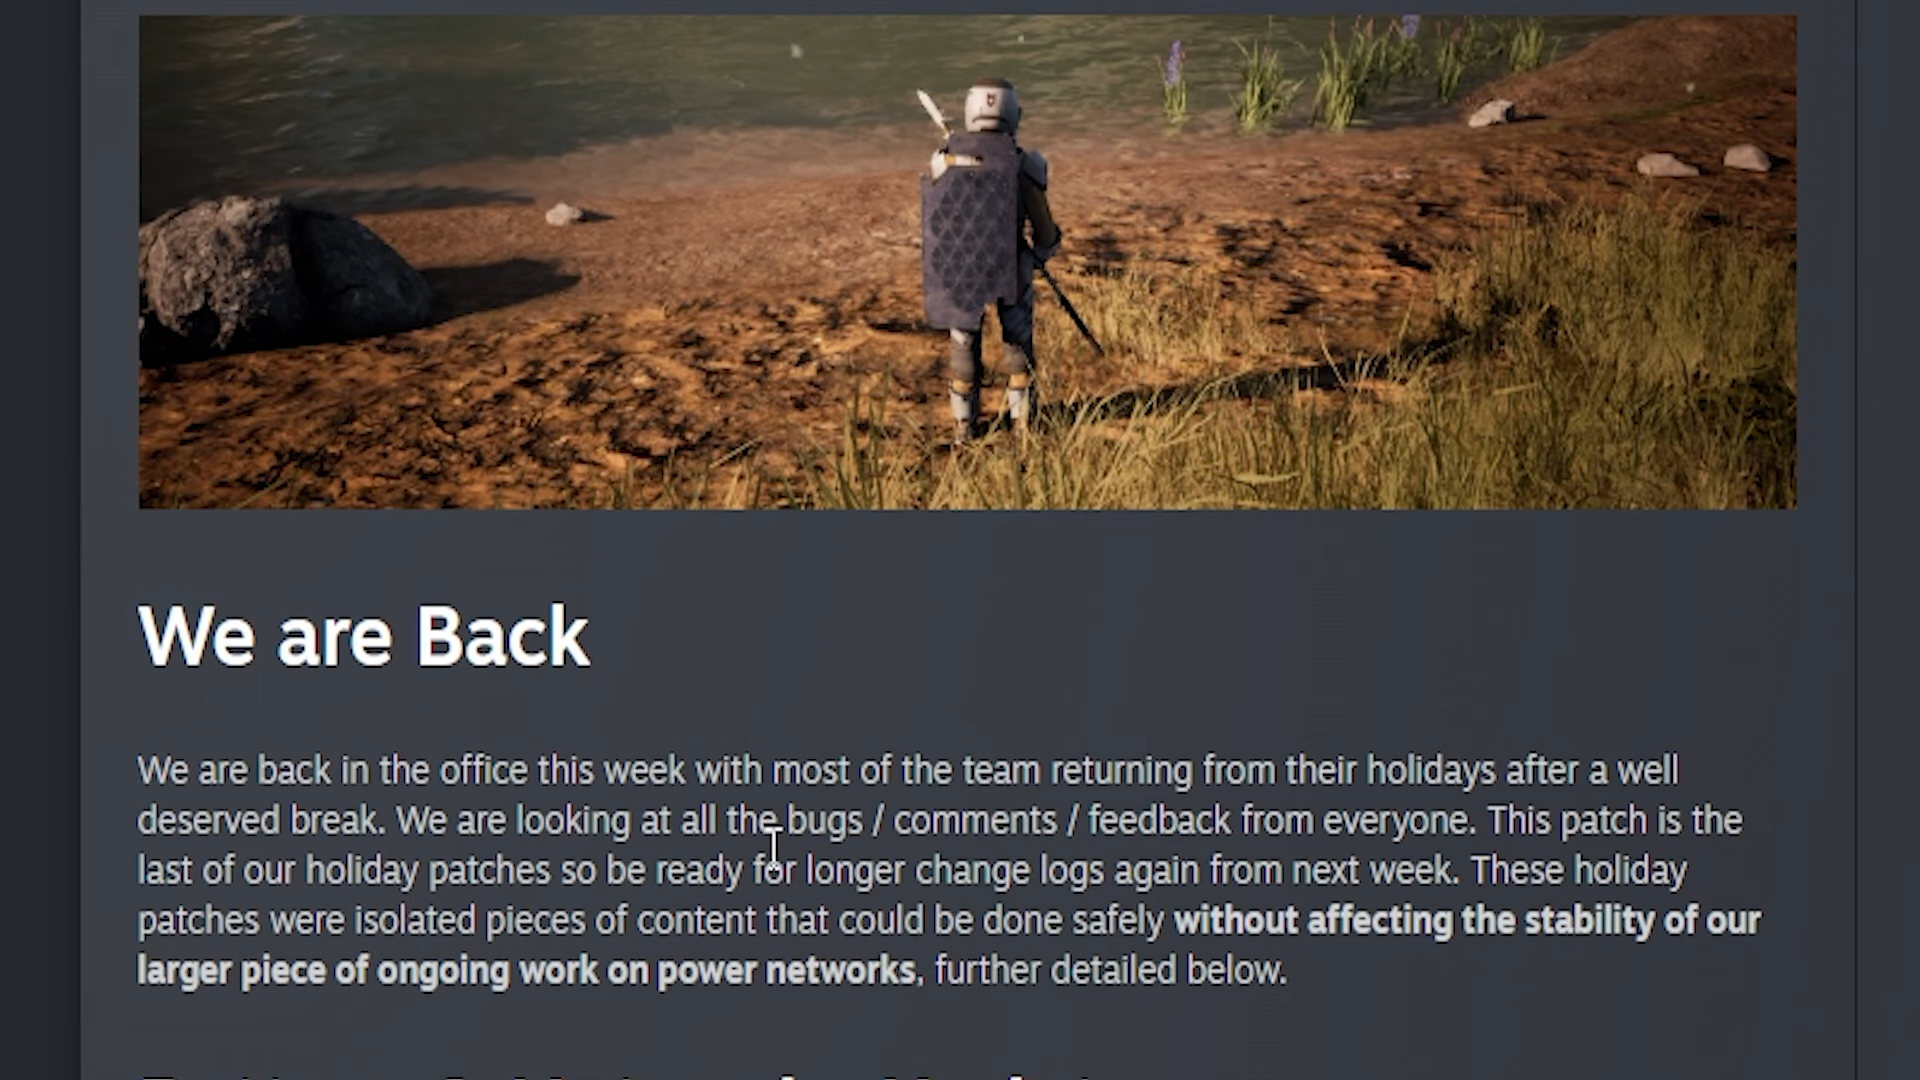 We are Back
We are back in the office this week with most of the team returning from their holidays after a well
deserved break. We are looking at all the bugs / comments / feedback from everyone. This patch is the
last of our holiday patches so be ready for longer change logs again from next week. These holiday
patches were isolated pieces of content that could be done safely without affecting the stability of our
larger piece of ongoing work on power networks, further detailed below.